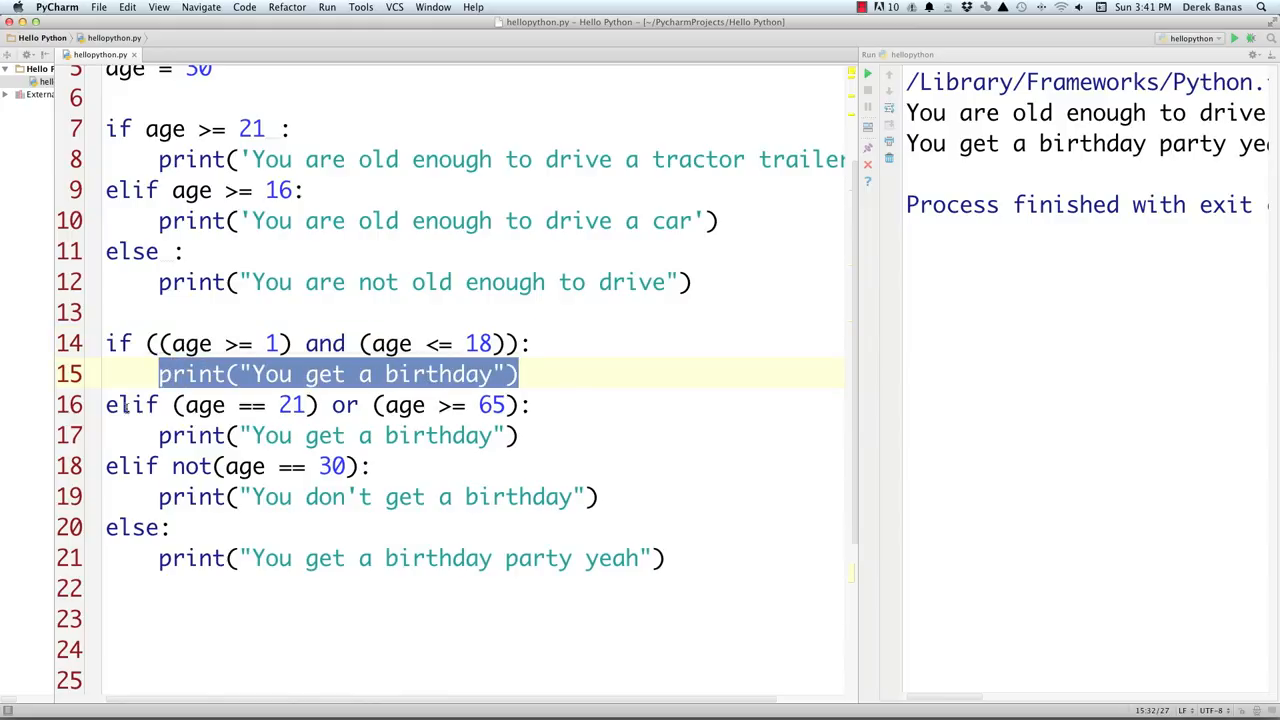 PyCharm File Edit View Navigate Code Refactor Run Tools VCS Window Help 10 8 Sun 3:41 PM Derek Banas
hellopython.py – Hello Python – [~/PycharmProjects/Hello Python]
Hello Python hellopython.py hellopython
hellopython.py Run hellopython
Hello P
hello
Extern
5 age = 30
6
7 if age >= 21 :
8 print('You are old enough to drive a tractor trailer
9 elif age >= 16:
10 print('You are old enough to drive a car')
11 else :
12 print("You are not old enough to drive")
13
14 if ((age >= 1) and (age <= 18)):
15 print("You get a birthday")
16 elif (age == 21) or (age >= 65):
17 print("You get a birthday")
18 elif not(age == 30):
19 print("You don't get a birthday")
20 else:
21 print("You get a birthday party yeah")
22
23
24
25
/Library/Frameworks/Python.
You are old enough to drive
You get a birthday party yea
Process finished with exit
15:32/27 LF UTF-8